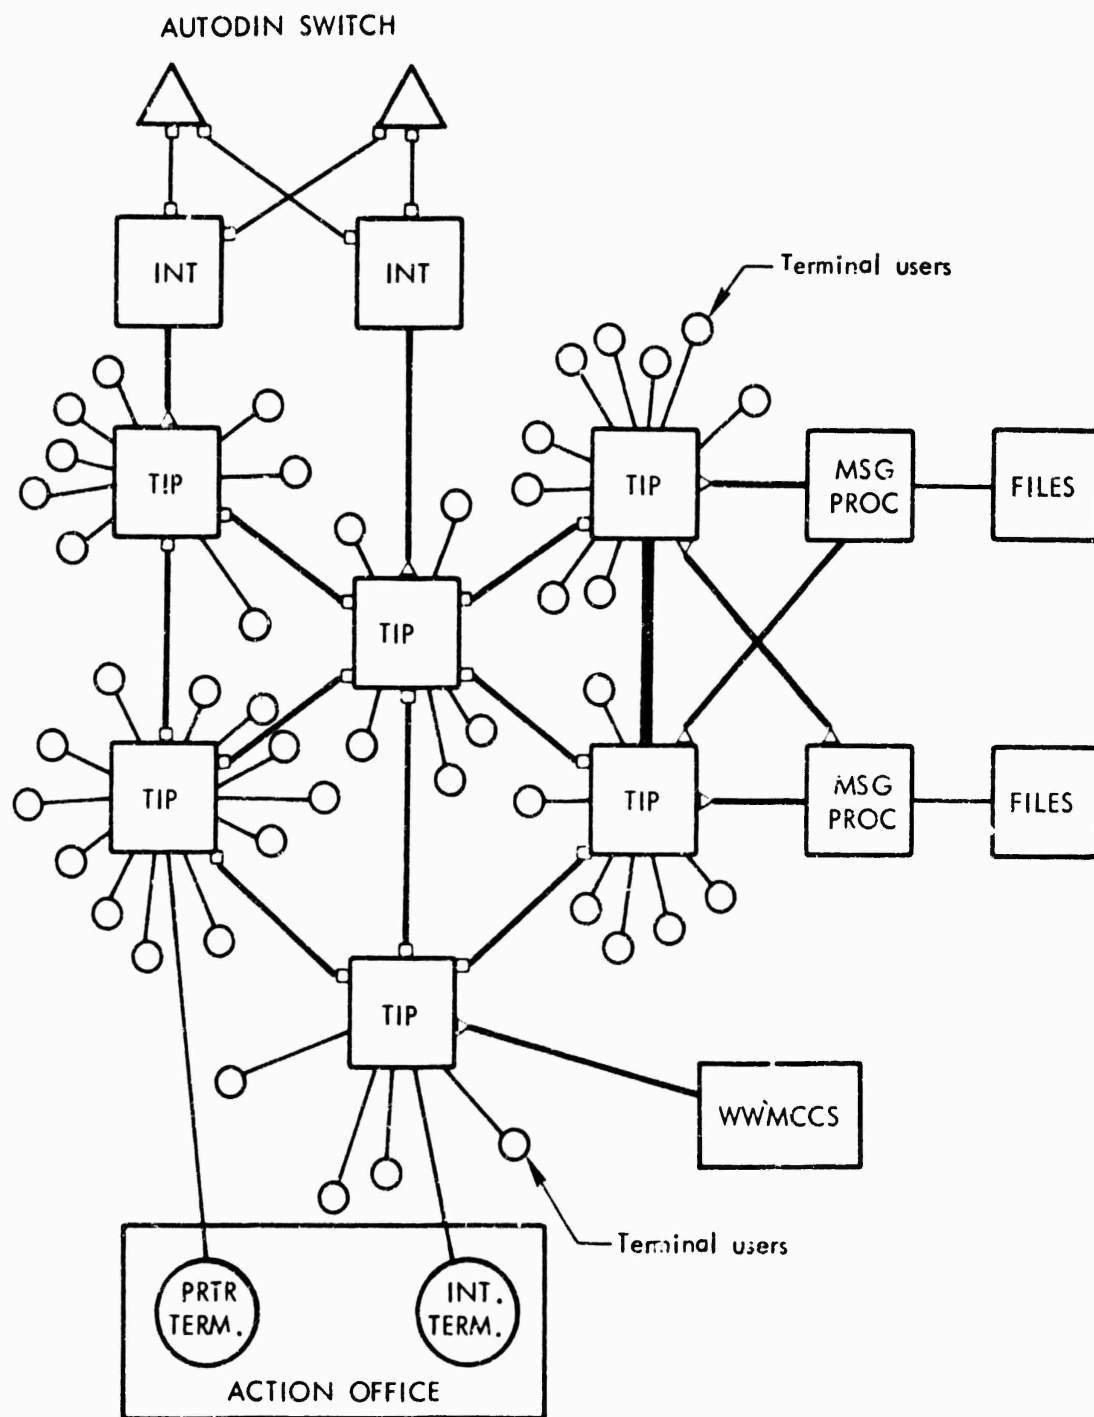 AUTODIN SWITCH
INT
INT
Terminal users
TIP
TIP
MSG
PROC
FILES
TIP
TIP
TIP
MSG
PROC
FILES
TIP
WWMCCS
Terminal users
PRTR
TERM.
INT.
TERM.
ACTION OFFICE